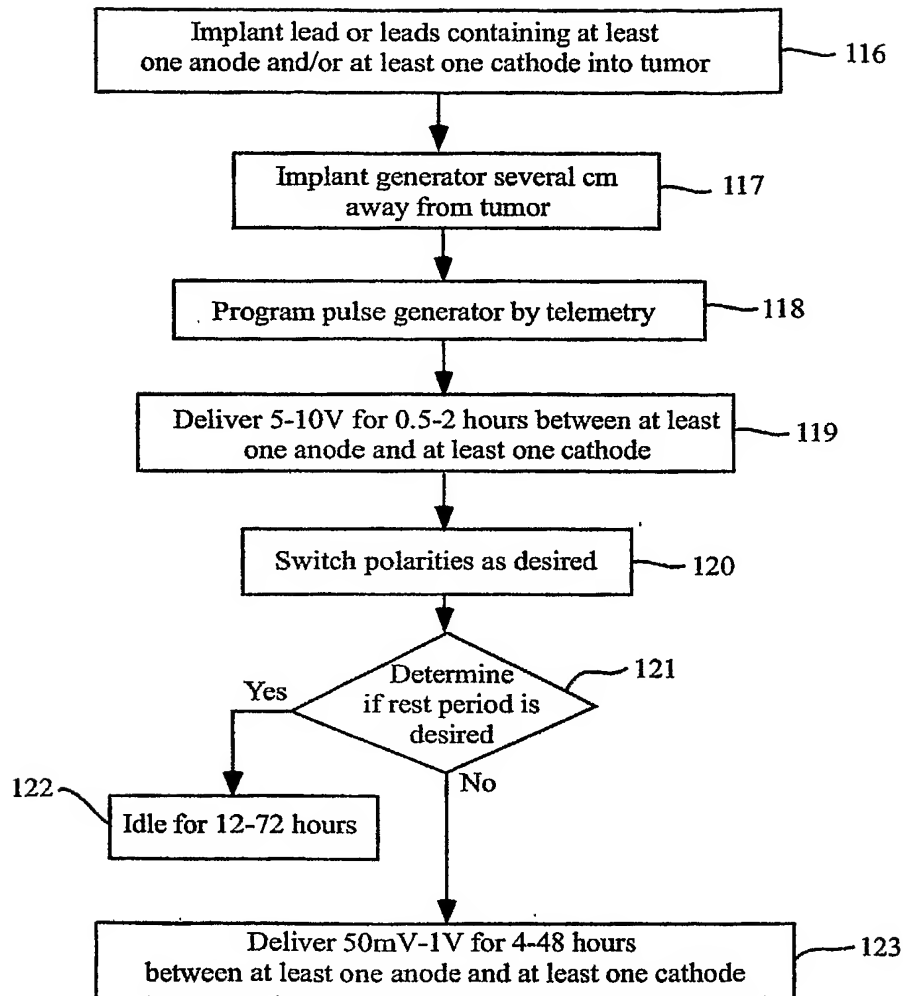 Implant lead or leads containing at least
one anode and/or at least one cathode into tumor
116
Implant generator several cm
away from tumor
117
Program pulse generator by telemetry
118
Deliver 5-10V for 0.5-2 hours between at least
one anode and at least one cathode
119
Switch polarities as desired
120
Determine
if rest period is
desired
121
Yes
No
122
Idle for 12-72 hours
Deliver 50mV-1V for 4-48 hours
between at least one anode and at least one cathode
123